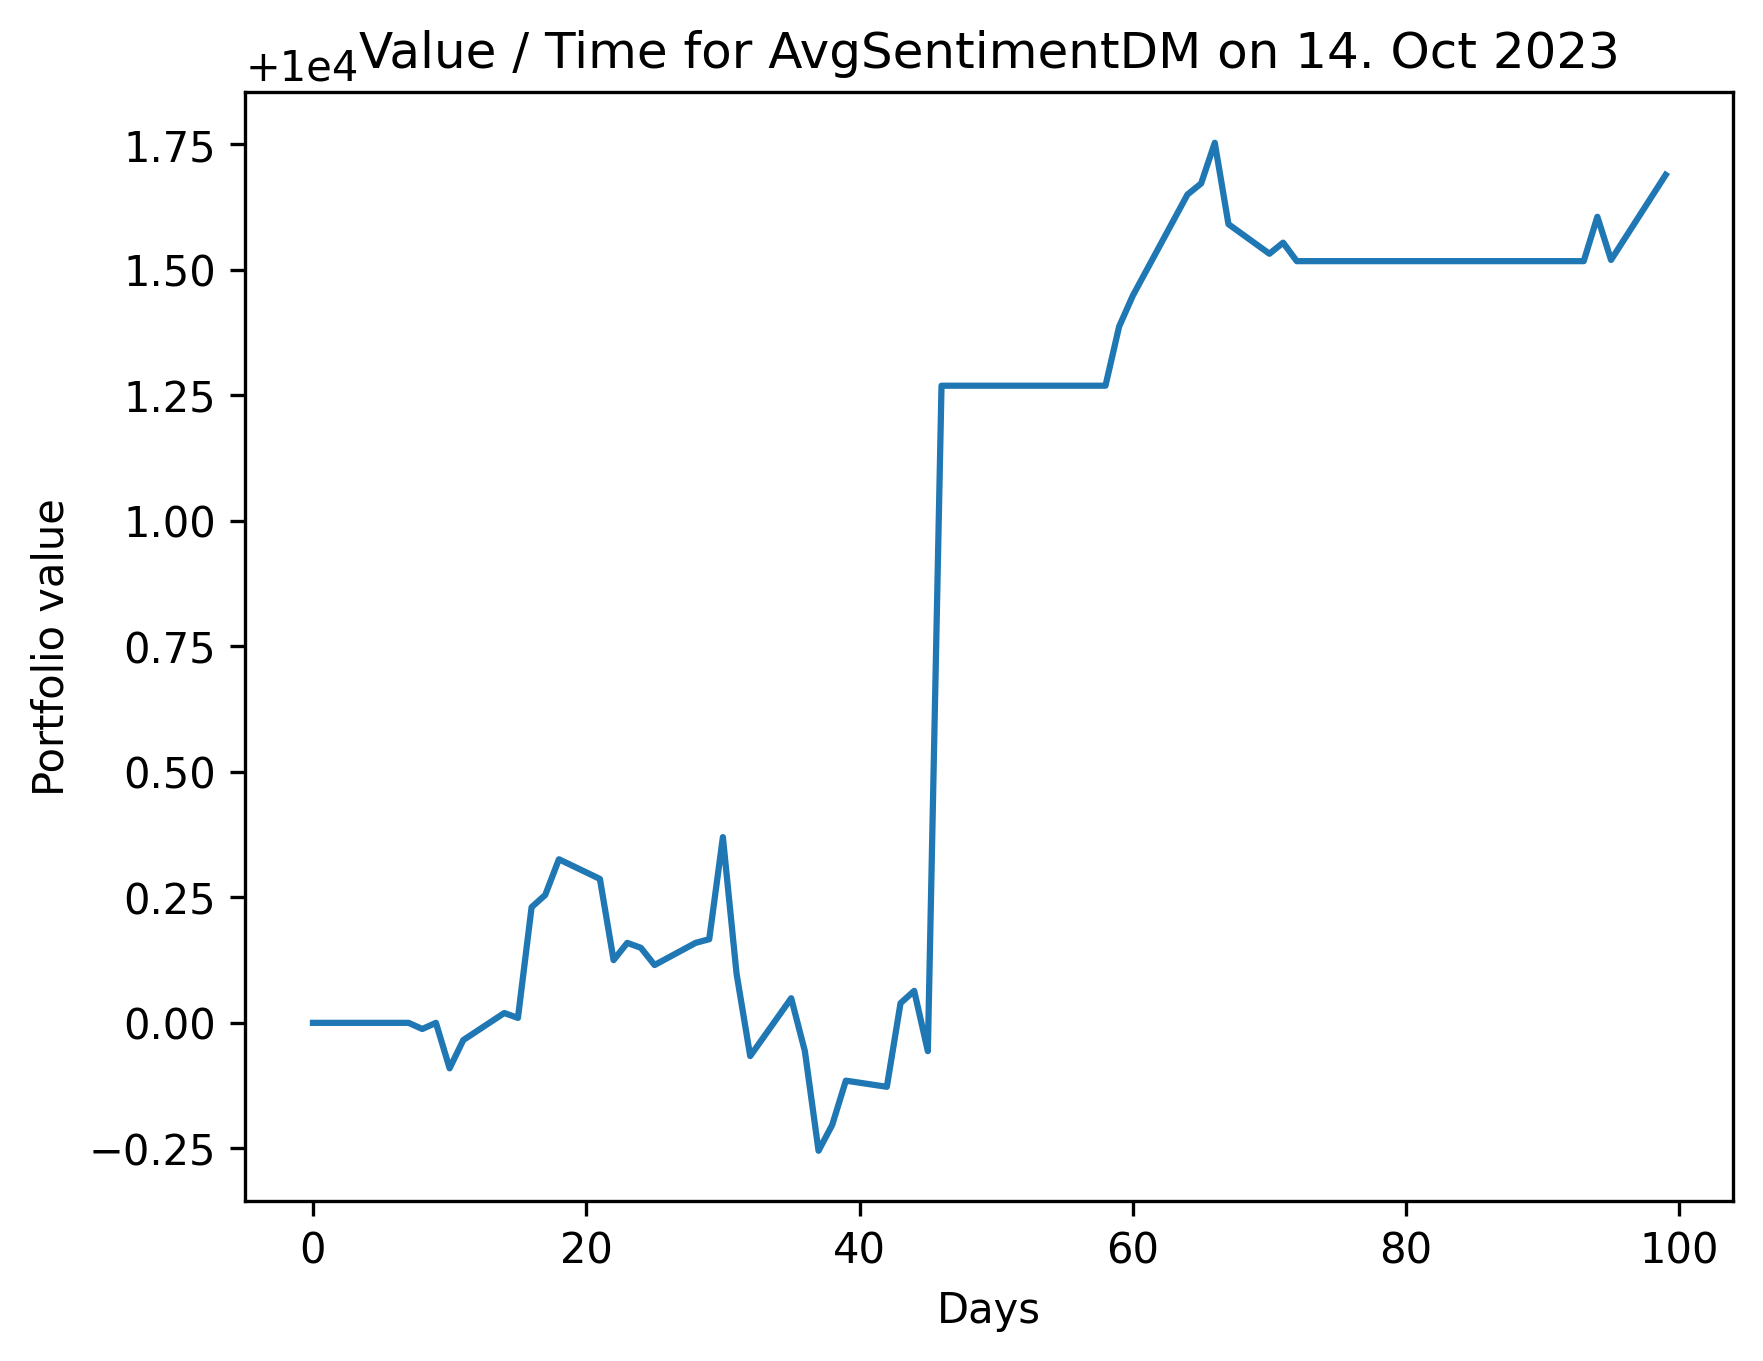 Value / Time for AvgSentimentDM on 14. Oct 2023
+1e4
1.75
1.50
1.25
1.00
0.75
0.50
0.25
0.00
−0.25
Portfolio value
0 20 40 60 80 100
Days